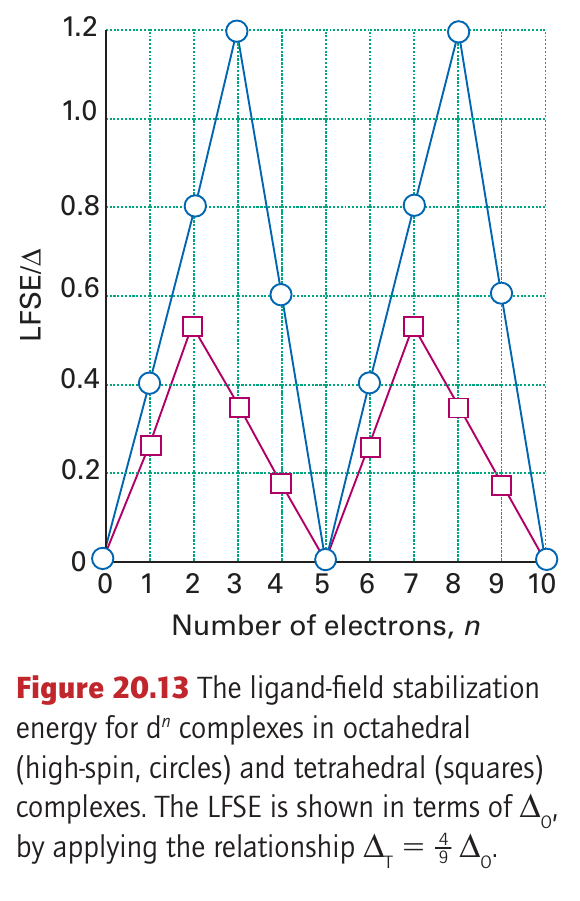 1.2
1.0
0.8
0.6
0.4
0.2
0
LFSE/Δ
0 1 2 3 4 5 6 7 8 9 10
Number of electrons, n
Figure 20.13 The ligand-field stabilization
energy for dⁿ complexes in octahedral
(high-spin, circles) and tetrahedral (squares)
complexes. The LFSE is shown in terms of Δ_O,
by applying the relationship Δ_T = 4/9 Δ_O.